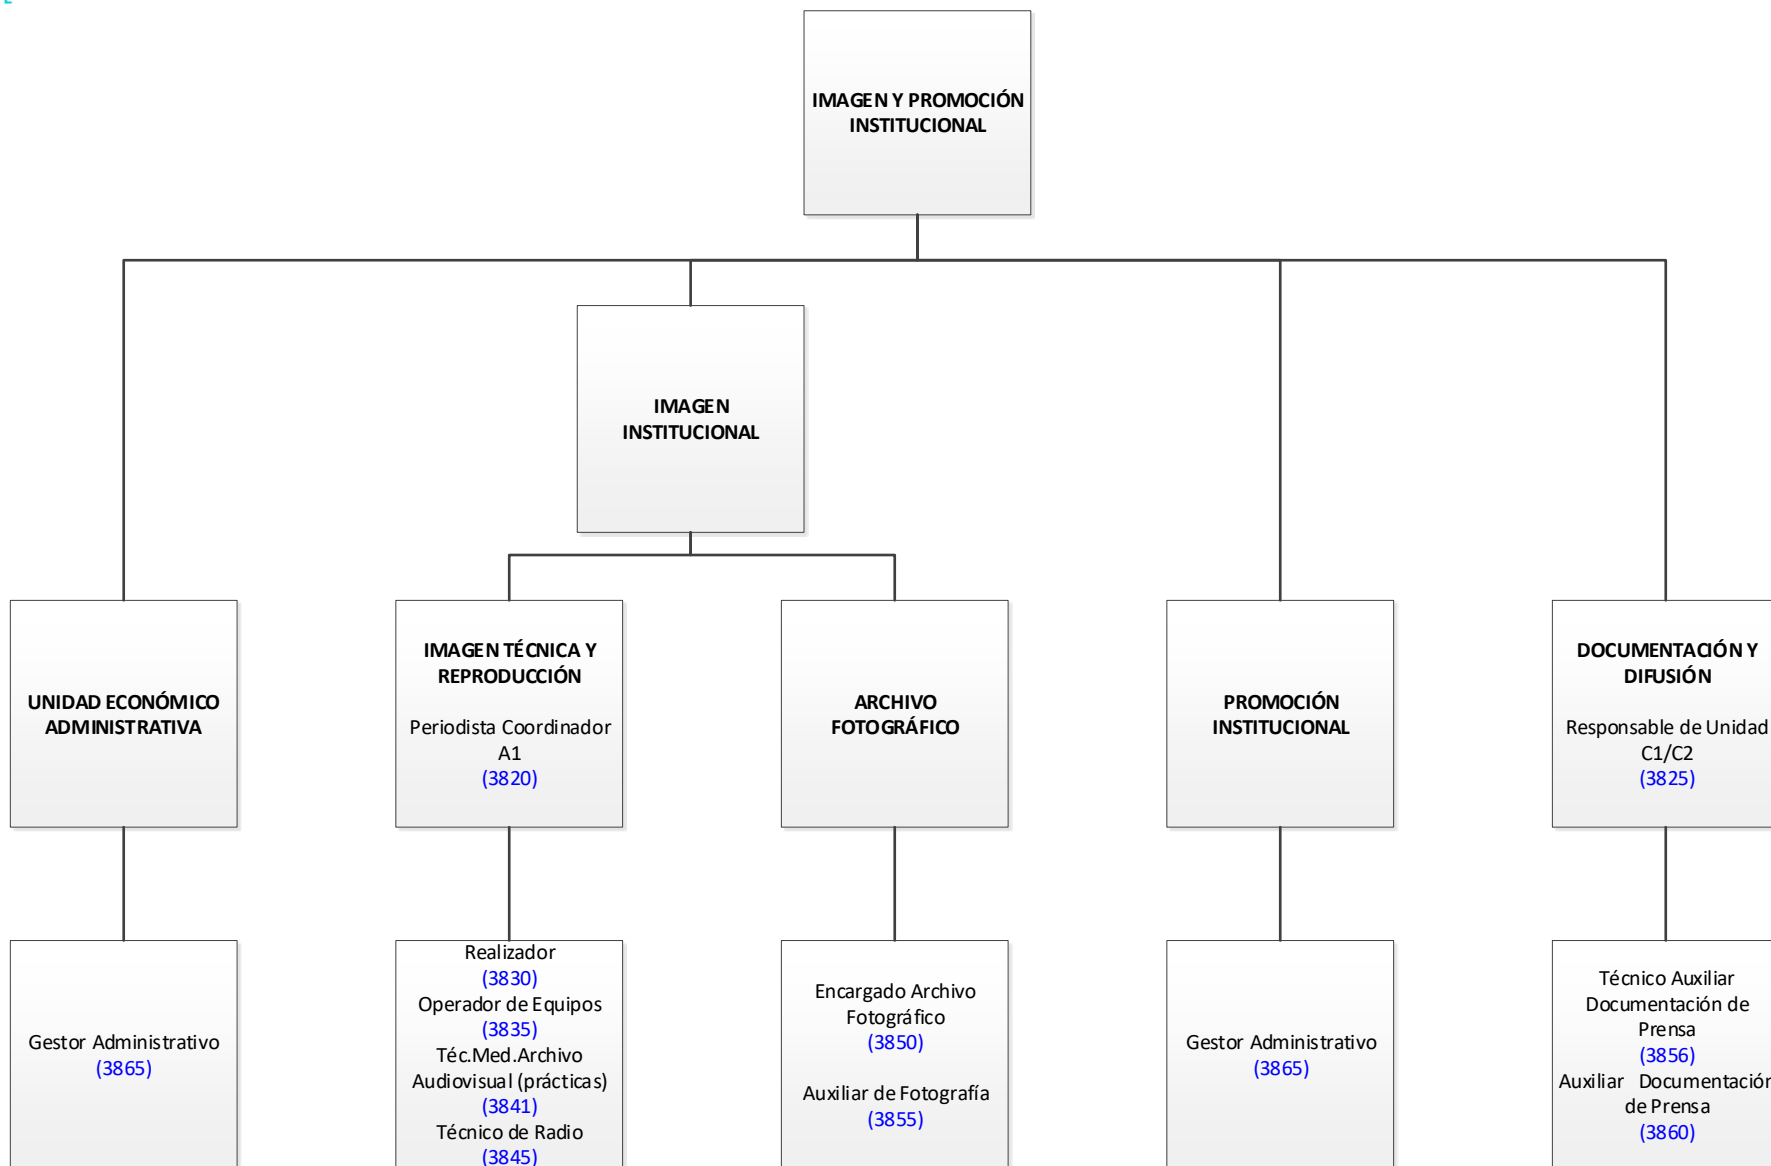 IMAGEN Y PROMOCIÓN
INSTITUCIONAL
IMAGEN
INSTITUCIONAL
UNIDAD ECONÓMICO
ADMINISTRATIVA
IMAGEN TÉCNICA Y
REPRODUCCIÓN
Periodista Coordinador
A1
(3820)
ARCHIVO
FOTOGRÁFICO
PROMOCIÓN
INSTITUCIONAL
DOCUMENTACIÓN Y
DIFUSIÓN
Responsable de Unidad
C1/C2
(3825)
Gestor Administrativo
(3865)
Realizador
(3830)
Operador de Equipos
(3835)
Téc.Med.Archivo
Audiovisual (prácticas)
(3841)
Técnico de Radio
(3845)
Encargado Archivo
Fotográfico
(3850)
Auxiliar de Fotografía
(3855)
Gestor Administrativo
(3865)
Técnico Auxiliar
Documentación de
Prensa
(3856)
Auxiliar Documentación
de Prensa
(3860)